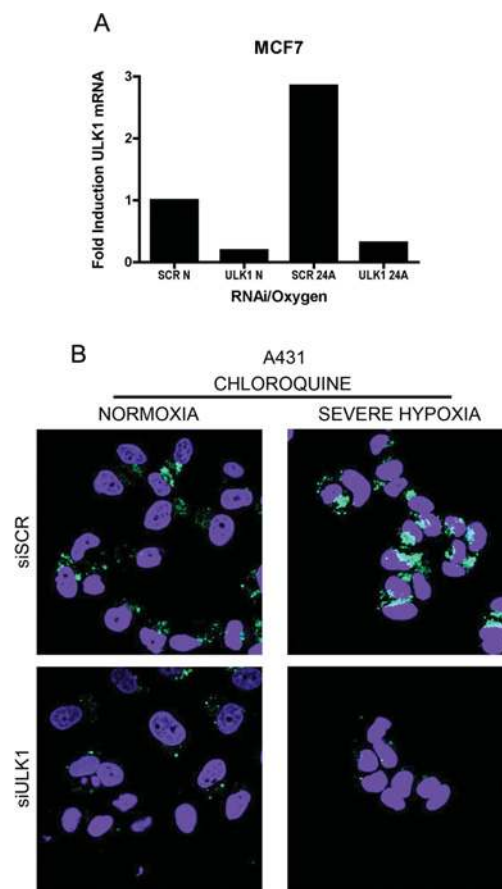 A
MCF7
Fold Induction ULK1 mRNA
3
2
1
0
SCR N
ULK1 N
SCR 24A
ULK1 24A
RNAi/Oxygen
B
A431
CHLOROQUINE
NORMOXIA
SEVERE HYPOXIA
siSCR
siULK1